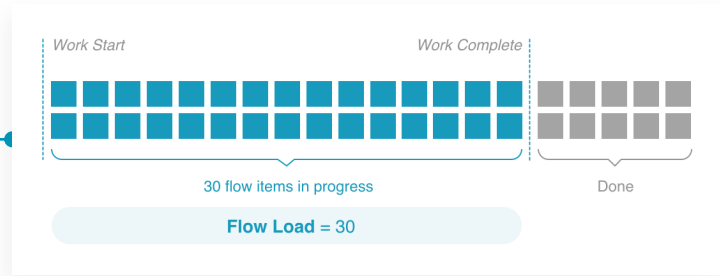 Work Start
Work Complete
30 flow items in progress
Done
Flow Load = 30